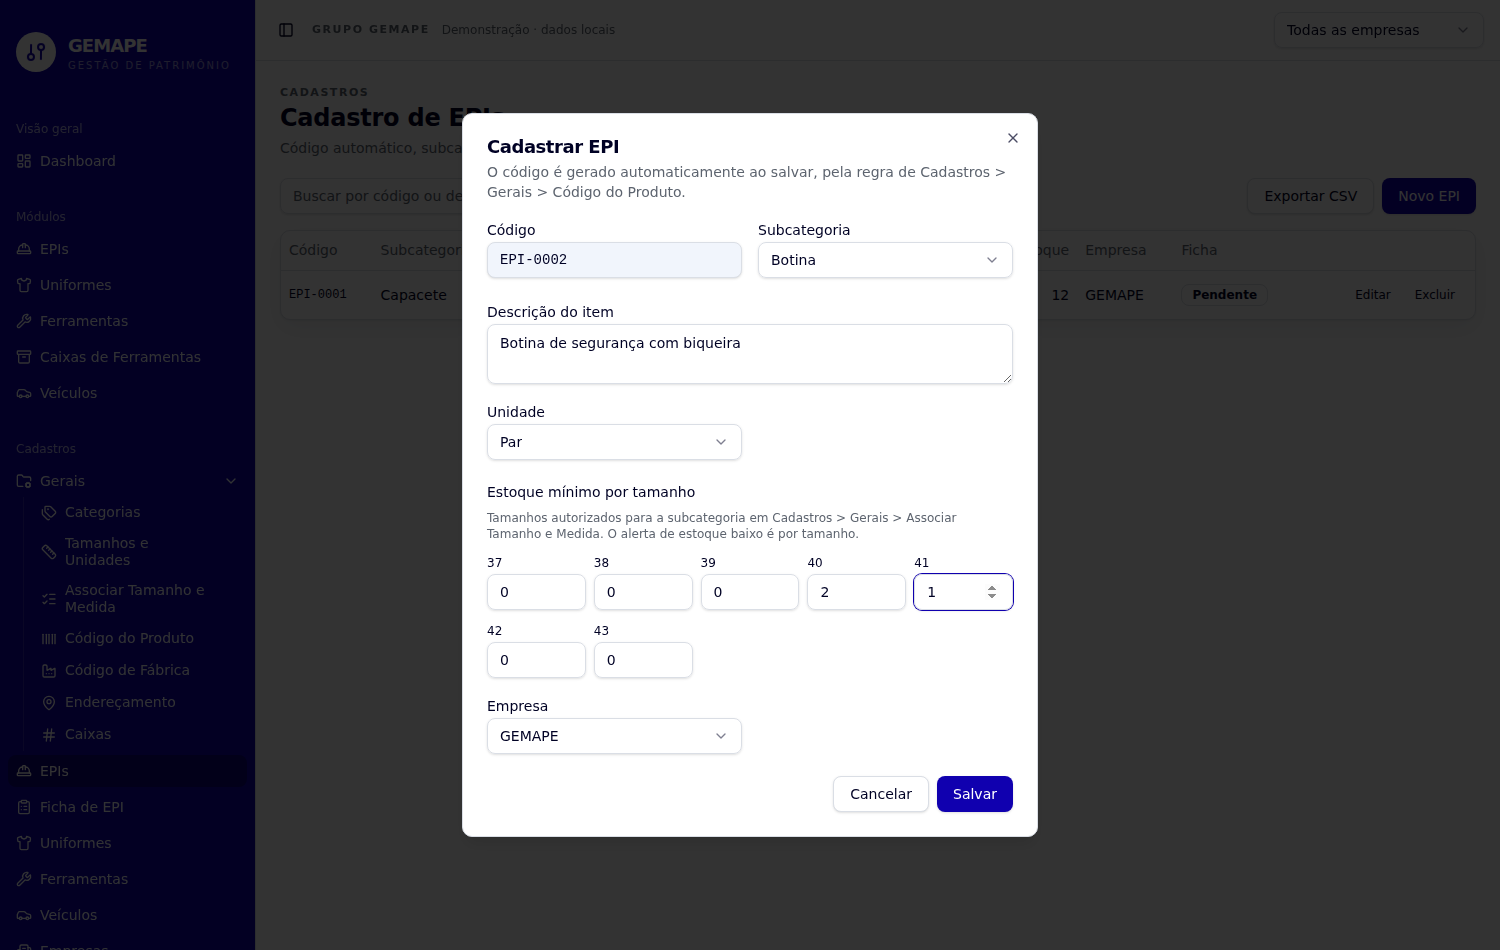 GEMAPE
GESTÃO DE PATRIMÔNIO
Visão geral
Dashboard
Módulos
EPIs
Uniformes
Ferramentas
Caixas de Ferramentas
Veículos
Cadastros
Gerais
Categorias
Tamanhos e
Unidades
Associar Tamanho e
Medida
Código do Produto
Código de Fábrica
Endereçamento
Caixas
EPIs
Ficha de EPI
Uniformes
Ferramentas
Veículos
GRUPO GEMAPE Demonstração · dados locais
Todas as empresas
CADASTROS
Cadastro de EPIs
Código automático, subca
Buscar por código ou de
Exportar CSV Novo EPI
Código Subcategor Empresa Ficha
EPI-0001 Capacete 12 GEMAPE Pendente Editar Excluir
Cadastrar EPI
O código é gerado automaticamente ao salvar, pela regra de Cadastros >
Gerais > Código do Produto.
Código Subcategoria
EPI-0002 Botina
Descrição do item
Botina de segurança com biqueira
Unidade
Par
Estoque mínimo por tamanho
Tamanhos autorizados para a subcategoria em Cadastros > Gerais > Associar
Tamanho e Medida. O alerta de estoque baixo é por tamanho.
37 38 39 40 41
0 0 0 2 1
42 43
0 0
Empresa
GEMAPE
Cancelar Salvar